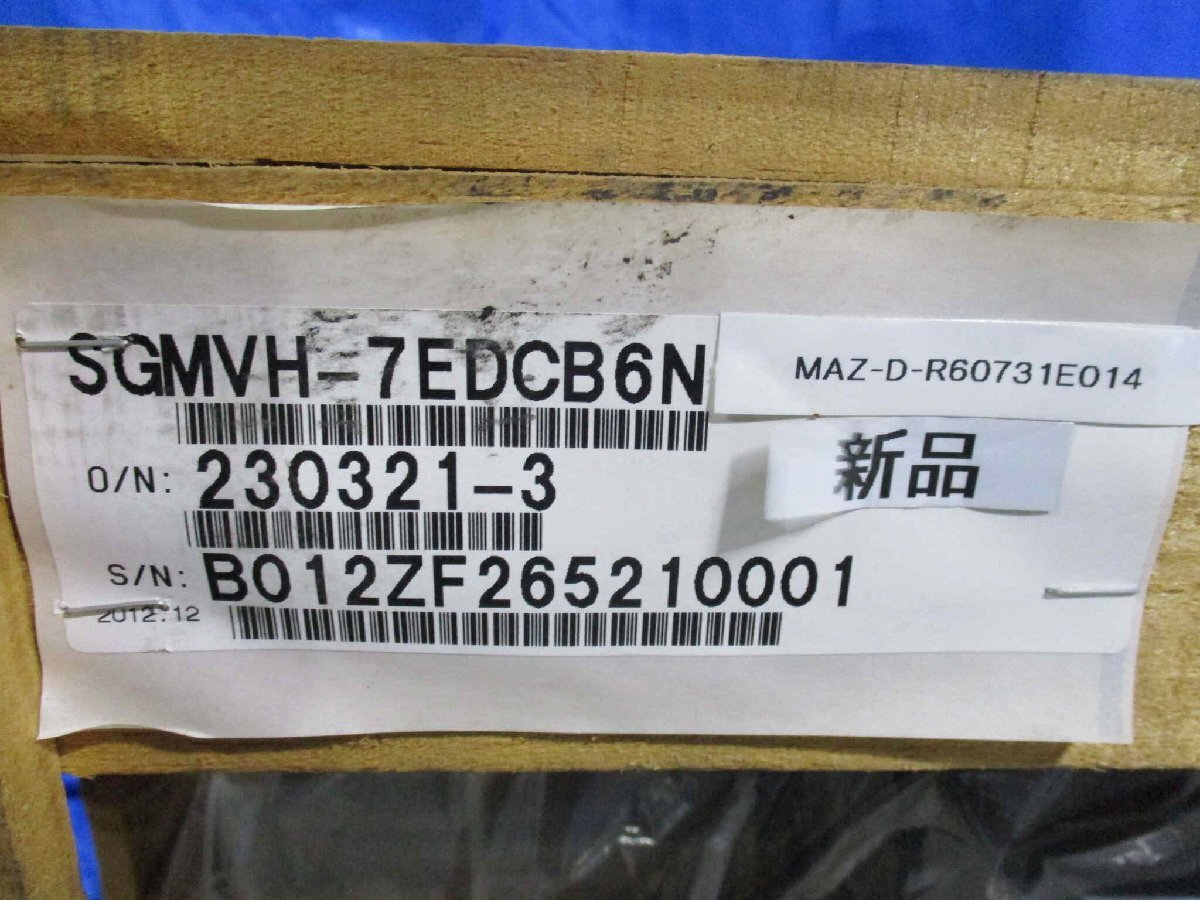 SGMVH-7EDCB6N
MAZ-D-R60731E014
新品
O/N: 230321-3
S/N: B012ZF265210001
2012.12